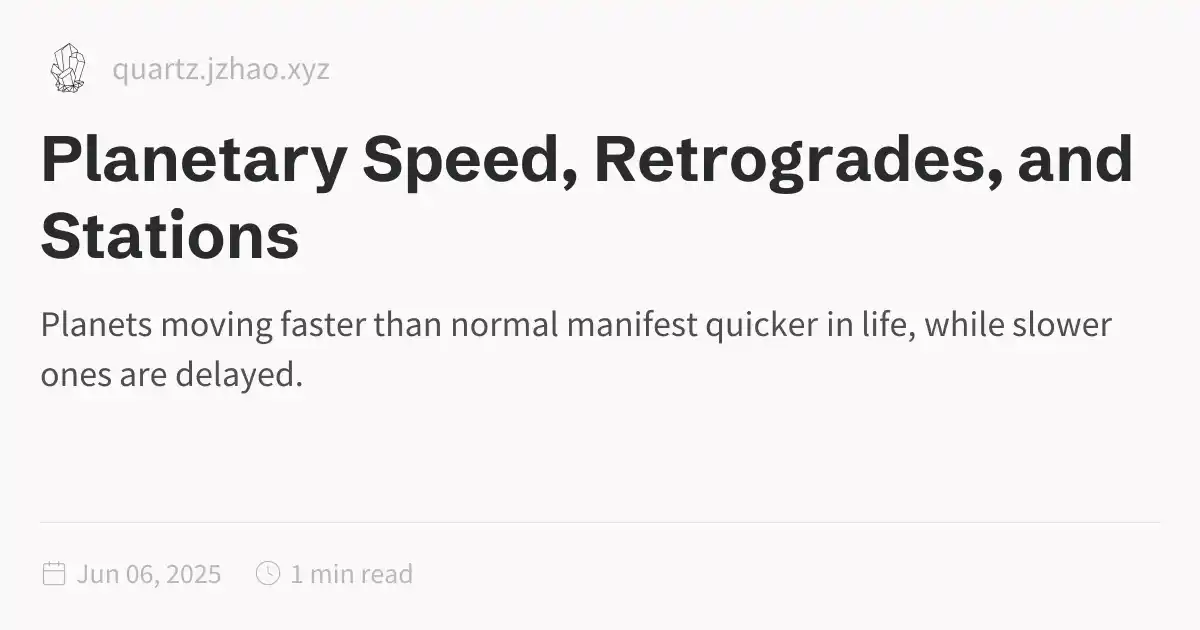 quartz.jzhao.xyz
Planetary Speed, Retrogrades, and
Stations
Planets moving faster than normal manifest quicker in life, while slower
ones are delayed.
Jun 06, 2025 1 min read